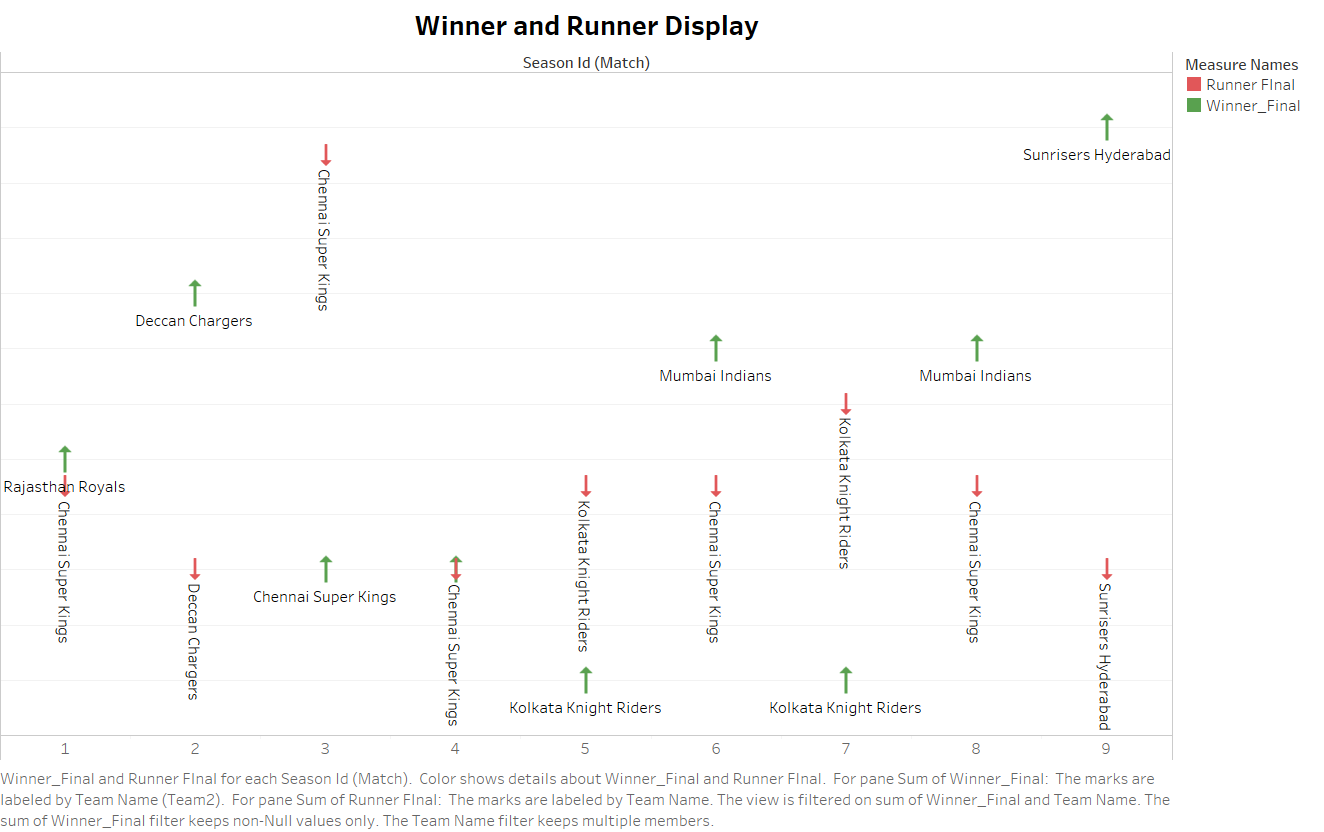 Winner and Runner Display
Season Id (Match)
Measure Names
Runner FInal
Winner_Final
Sunrisers Hyderabad
Chennai Super Kings
Deccan Chargers
Mumbai Indians
Mumbai Indians
Kolkata Knight Riders
Rajasthan Royals
Chennai Super Kings
Kolkata Knight Riders
Chennai Super Kings
Chennai Super Kings
Deccan Chargers
Chennai Super Kings
Chennai Super Kings
Sunrisers Hyderabad
Kolkata Knight Riders
Kolkata Knight Riders
1 2 3 4 5 6 7 8 9
Winner_Final and Runner FInal for each Season Id (Match).  Color shows details about Winner_Final and Runner FInal.  For pane Sum of Winner_Final:  The marks are
labeled by Team Name (Team2).  For pane Sum of Runner FInal:  The marks are labeled by Team Name. The view is filtered on sum of Winner_Final and Team Name. The
sum of Winner_Final filter keeps non-Null values only. The Team Name filter keeps multiple members.